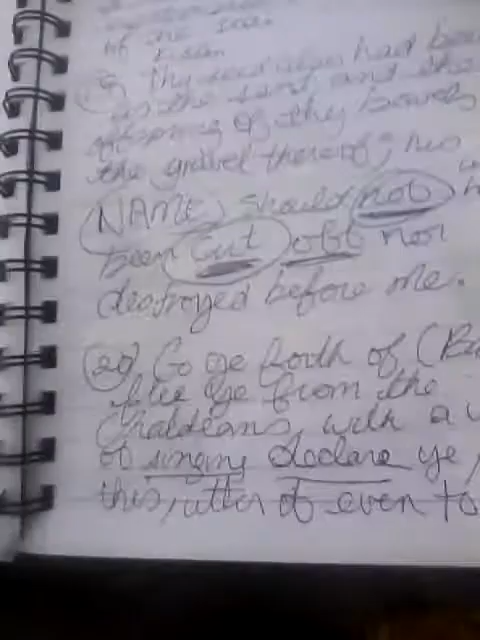 of the sea.
19 Thy seed also had been
as the sand, and the
offspring of thy bowels
the gravel thereof; his
(NAME) should not
been cut off nor
destroyed before me.
20 Go ye forth of (Ba
flee ye from the
Chaldeans, with a v
of singing declare ye,
this, utter it even to